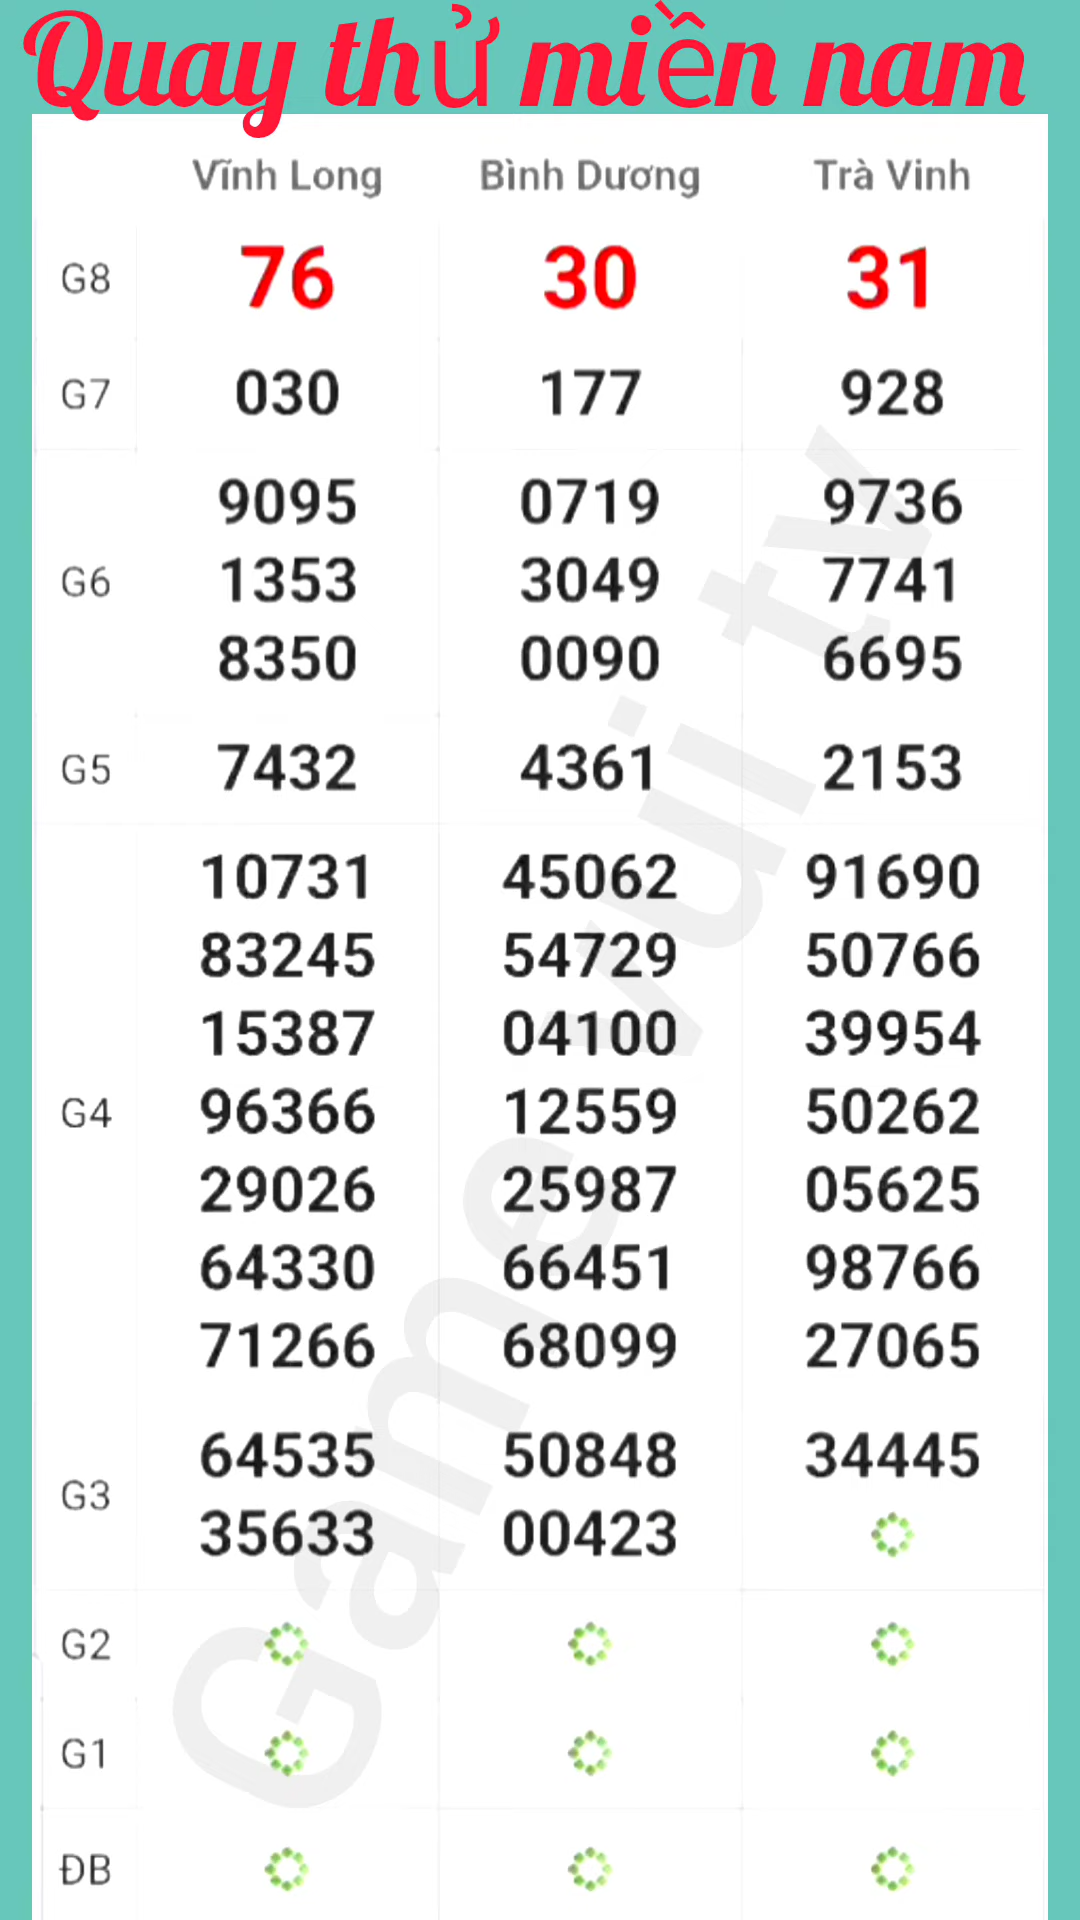 Quay thử miền nam
Vĩnh Long Bình Dương Trà Vinh
G8 76 30 31
G7 030 177 928
9095 0719 9736
G6 1353 3049 7741
8350 0090 6695
G5 7432 4361 2153
10731 45062 91690
83245 54729 50766
15387 04100 39954
G4 96366 12559 50262
29026 25987 05625
64330 66451 98766
71266 68099 27065
G3 64535 50848 34445
35633 00423
G2
G1
ĐB
Game vui tv